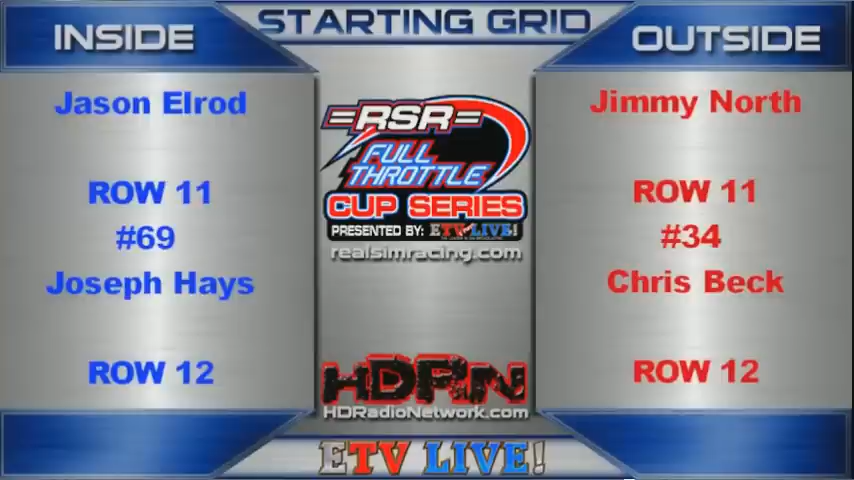 STARTING GRID
INSIDE
OUTSIDE
Jason Elrod
ROW 11
#69
Joseph Hays
ROW 12
=RSR=
FULL
THROTTLE
CUP SERIES
PRESENTED BY: ETV LIVE!
realsimracing.com
HDRN
HDRadioNetwork.com
Jimmy North
ROW 11
#34
Chris Beck
ROW 12
ETV LIVE!